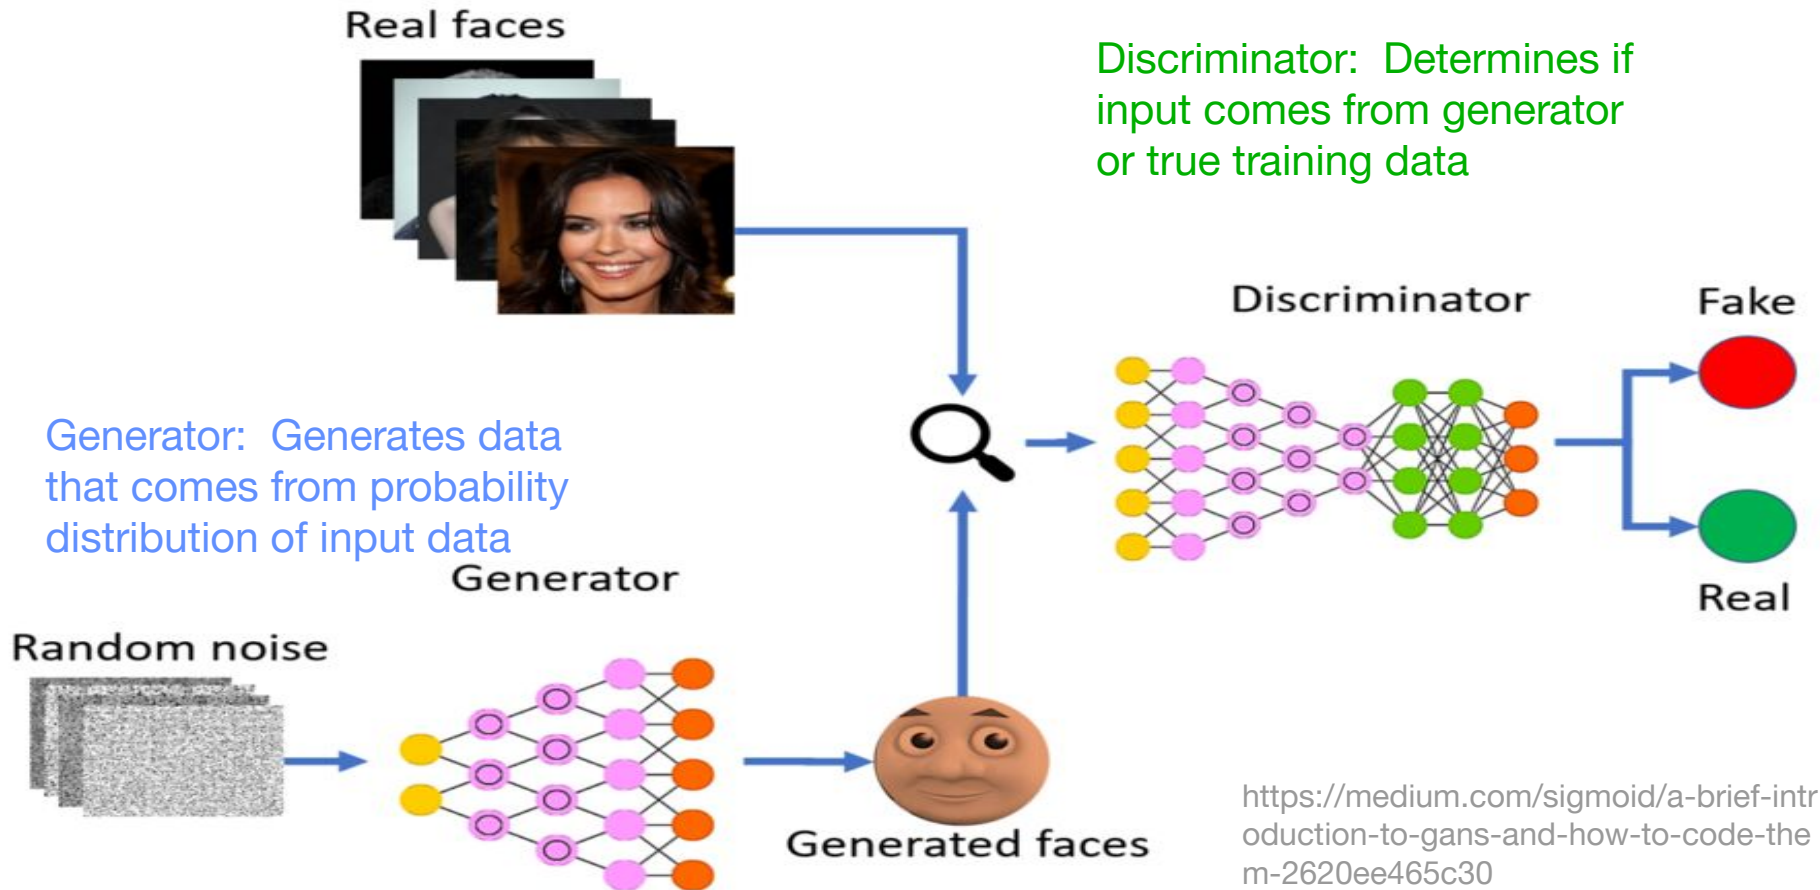 Real faces
Discriminator:  Determines if
input comes from generator
or true training data
Discriminator
Fake
Generator:  Generates data
that comes from probability
distribution of input data
Generator
Real
Random noise
Generated faces
https://medium.com/sigmoid/a-brief-intr
oduction-to-gans-and-how-to-code-the
m-2620ee465c30